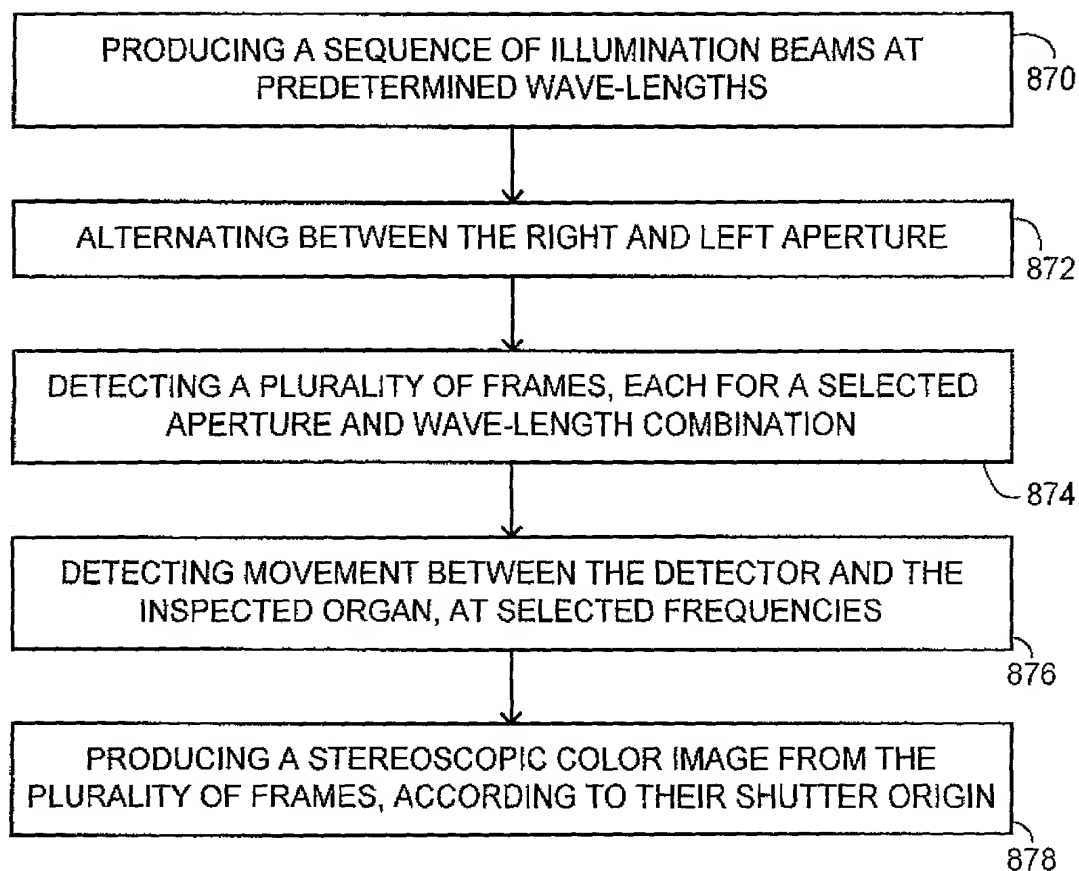 PRODUCING A SEQUENCE OF ILLUMINATION BEAMS AT
PREDETERMINED WAVE-LENGTHS
870
ALTERNATING BETWEEN THE RIGHT AND LEFT APERTURE
872
DETECTING A PLURALITY OF FRAMES, EACH FOR A SELECTED
APERTURE AND WAVE-LENGTH COMBINATION
874
DETECTING MOVEMENT BETWEEN THE DETECTOR AND THE
INSPECTED ORGAN, AT SELECTED FREQUENCIES
876
PRODUCING A STEREOSCOPIC COLOR IMAGE FROM THE
PLURALITY OF FRAMES, ACCORDING TO THEIR SHUTTER ORIGIN
878